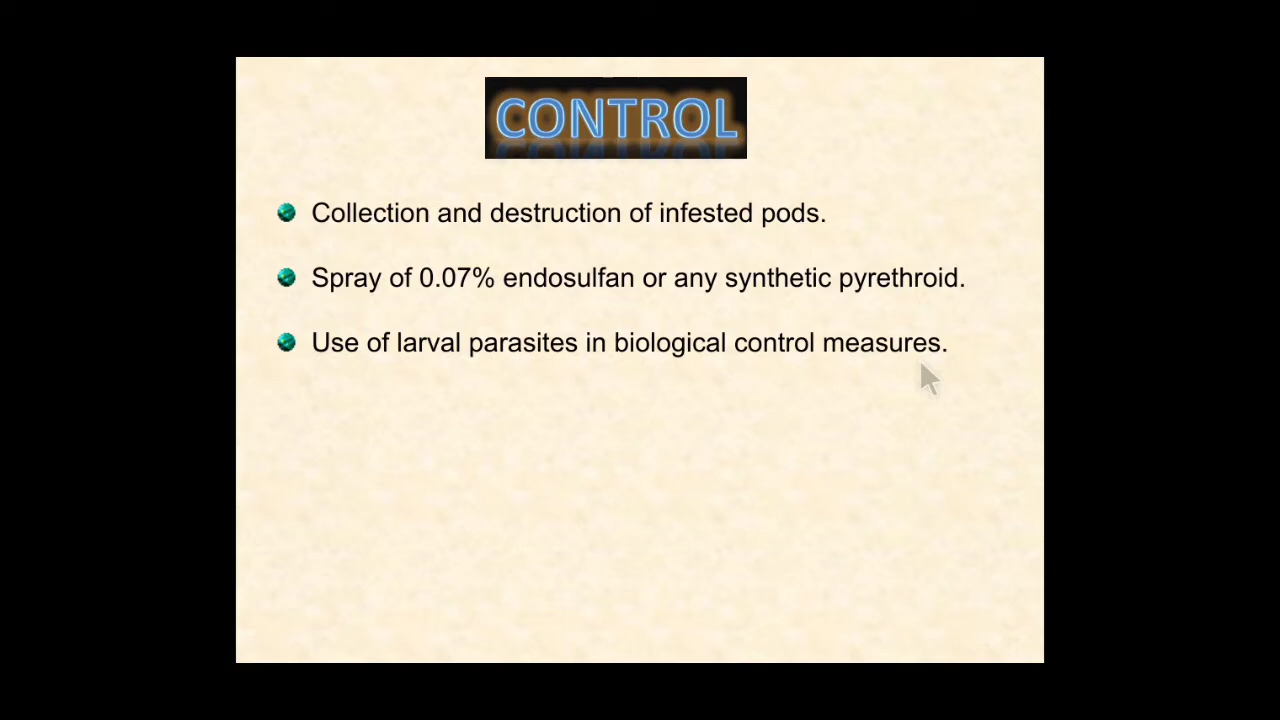 CONTROL
Collection and destruction of infested pods.
Spray of 0.07% endosulfan or any synthetic pyrethroid.
Use of larval parasites in biological control measures.